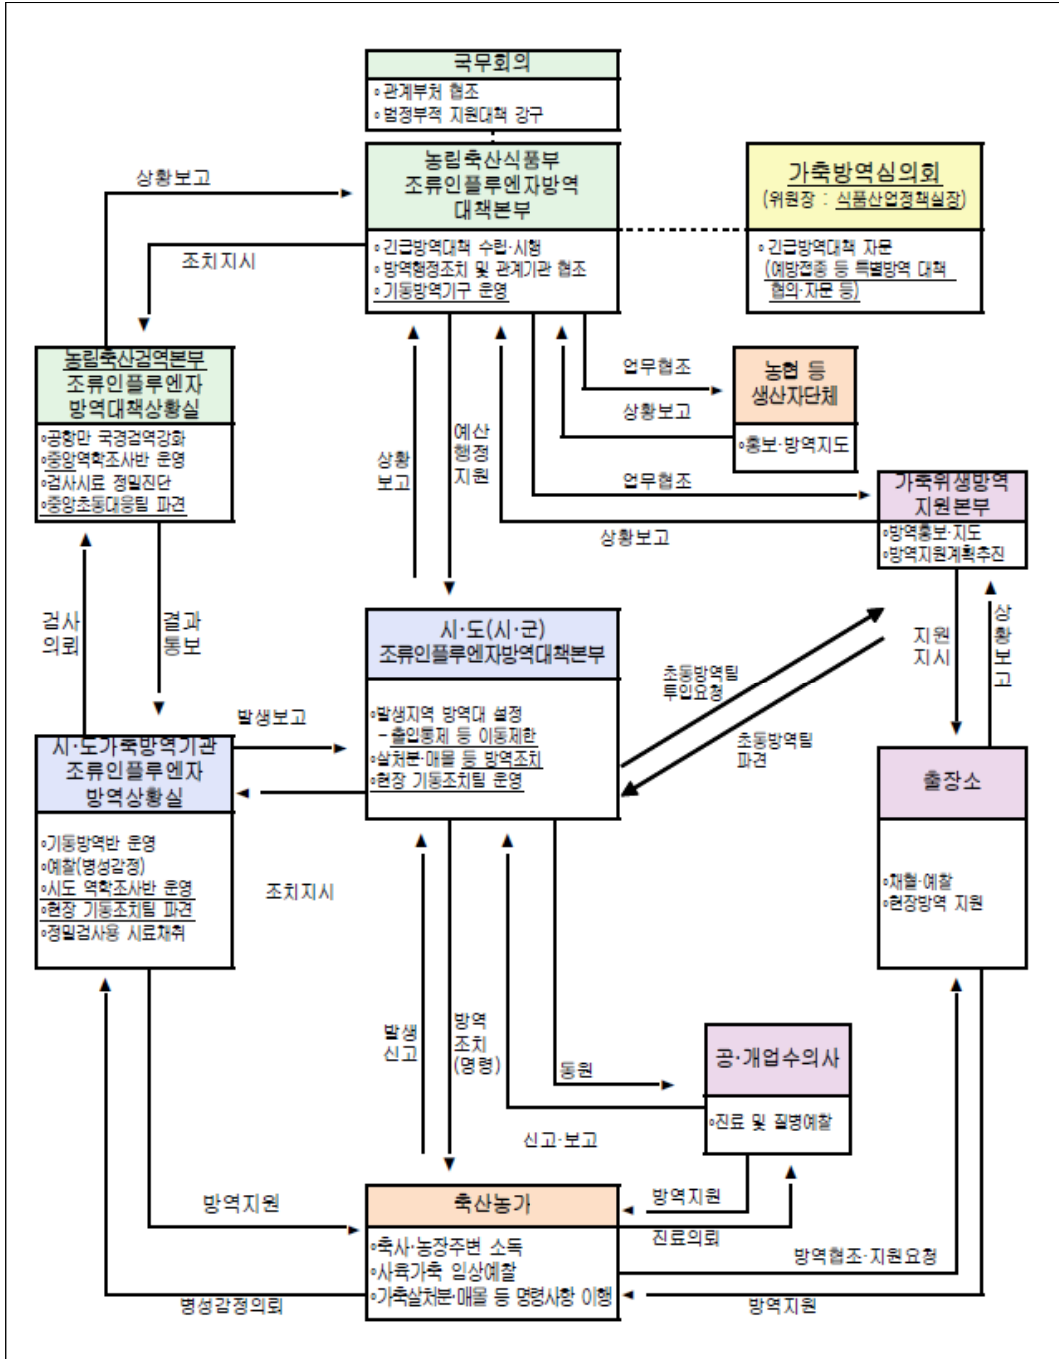 국무회의
∘관계부처 협조
∘범정부적 지원대책 강구
농림축산식품부
조류인플루엔자방역
대책본부
∘긴급방역대책 수립·시행
∘방역행정조치 및 관계기관 협조
∘기동방역기구 운영
가축방역심의회
(위원장 : 식품산업정책실장)
∘긴급방역대책 자문
(예방접종 등 특별방역 대책
협의·자문 등)
상황보고
조치지시
농림축산검역본부
조류인플루엔자
방역대책상황실
∘공항만 국경검역강화
∘중앙역학조사반 운영
∘검사시료 정밀진단
∘중앙초동대응팀 파견
상황
보고
예산
행정
지원
업무협조
상황보고
농협 등
생산자단체
∘홍보·방역지도
업무협조
상황보고
가축위생방역
지원본부
∘방역홍보·지도
∘방역지원계획추진
검사
의뢰
결과
통보
시·도(시·군)
조류인플루엔자방역대책본부
∘발생지역 방역대 설정
- 출입통제 등 이동제한
∘살처분·매몰 등 방역조치
∘현장 기동조치팀 운영
초동방역팀
투입요청
초동방역팀
파견
지원
지시
상
황
보
고
발생보고
시·도가축방역기관
조류인플루엔자
방역상황실
∘기동방역반 운영
∘예찰(병성감정)
∘시도 역학조사반 운영
∘현장 기동조치팀 파견
∘정밀검사용 시료채취
조치지시
출장소
∘채혈·예찰
∘현장방역 지원
발생
신고
방역
조치
(명령)
동원
신고·보고
공·개업수의사
∘진료 및 질병예찰
방역지원
축산농가
∘축사·농장주변 소독
∘사육가축 임상예찰
∘가축살처분·매몰 등 명령사항 이행
방역지원
진료의뢰
방역협조·지원요청
병성감정의뢰
방역지원